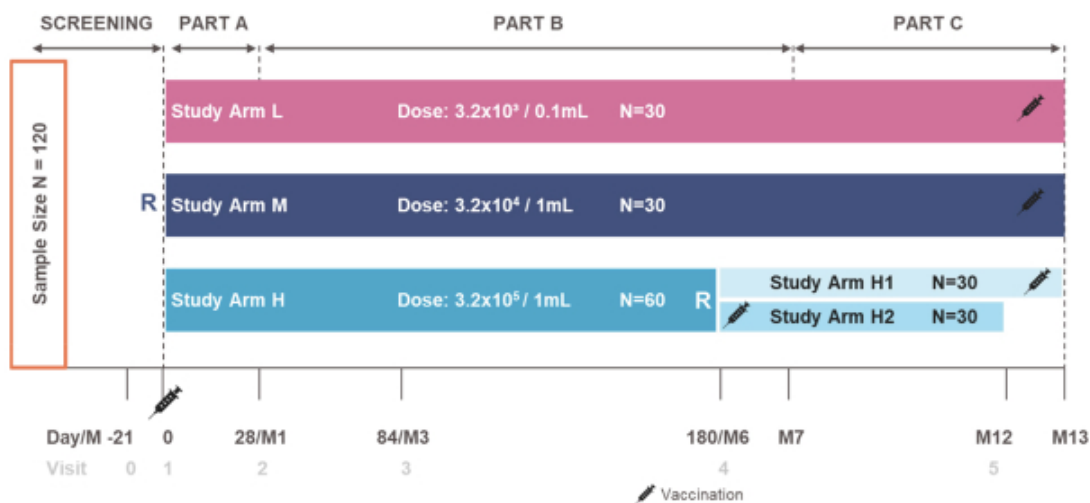 SCREENING PART A PART B PART C
Sample Size N = 120
Study Arm L Dose: 3.2x10³ / 0.1mL N=30
R Study Arm M Dose: 3.2x10⁴ / 1mL N=30
Study Arm H Dose: 3.2x10⁵ / 1mL N=60 R
Study Arm H1 N=30
Study Arm H2 N=30
Day/M -21 0 28/M1 84/M3 180/M6 M7 M12 M13
Visit 0 1 2 3 4 5
Vaccination